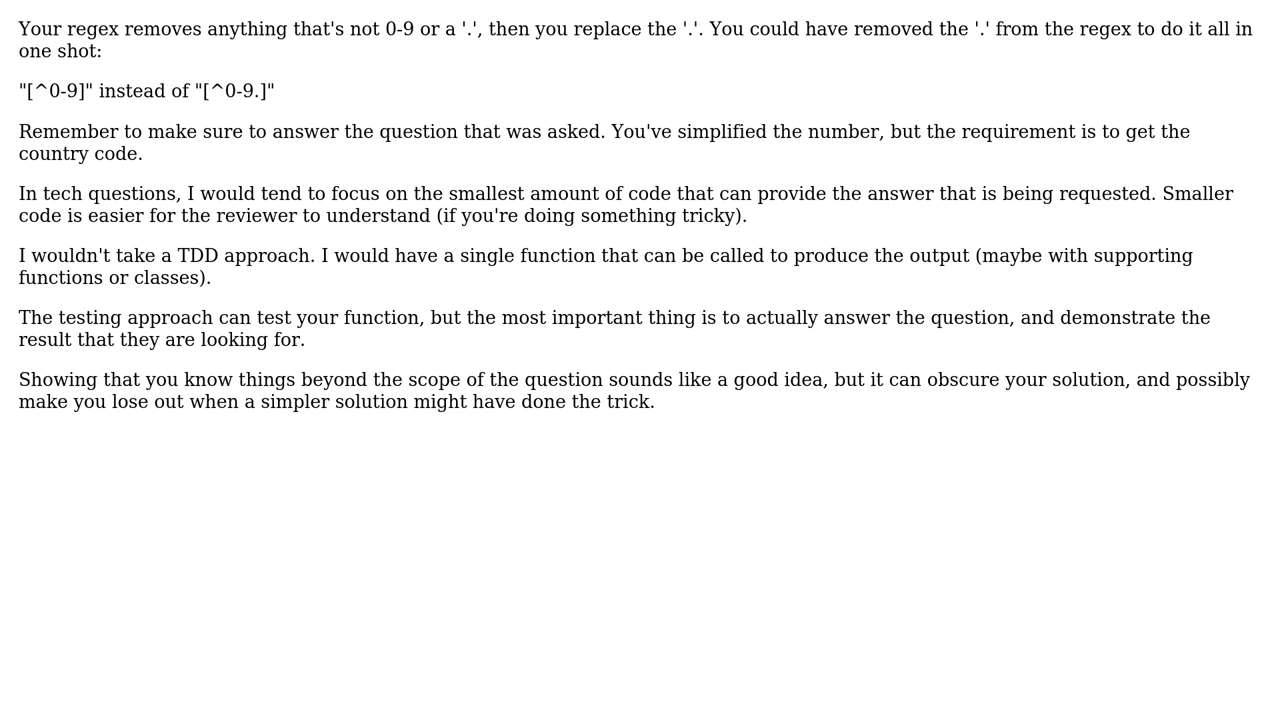 Your regex removes anything that's not 0-9 or a '.', then you replace the '.'. You could have removed the '.' from the regex to do it all in
one shot:
"[^0-9]" instead of "[^0-9.]"
Remember to make sure to answer the question that was asked. You've simplified the number, but the requirement is to get the
country code.
In tech questions, I would tend to focus on the smallest amount of code that can provide the answer that is being requested. Smaller
code is easier for the reviewer to understand (if you're doing something tricky).
I wouldn't take a TDD approach. I would have a single function that can be called to produce the output (maybe with supporting
functions or classes).
The testing approach can test your function, but the most important thing is to actually answer the question, and demonstrate the
result that they are looking for.
Showing that you know things beyond the scope of the question sounds like a good idea, but it can obscure your solution, and possibly
make you lose out when a simpler solution might have done the trick.